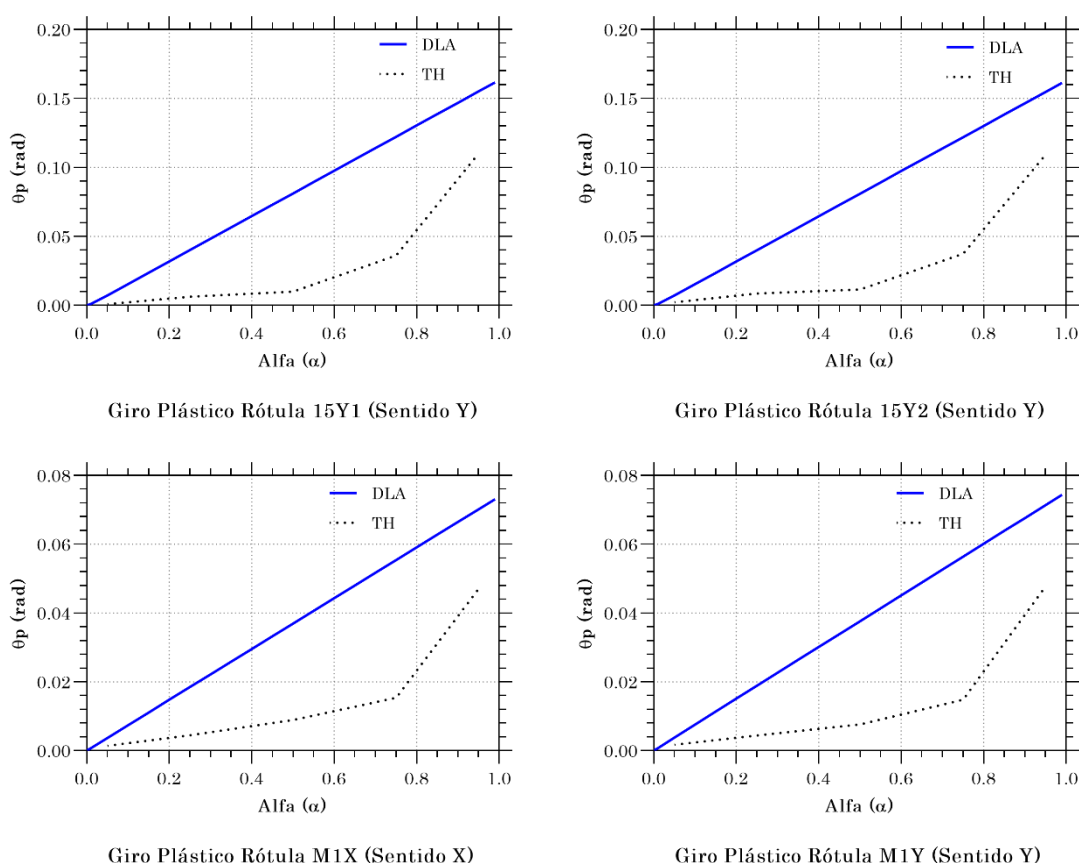 0.20
0.15
0.10
0.05
0.00
θp (rad)
DLA
TH
0.0 0.2 0.4 0.6 0.8 1.0
Alfa (α)
Giro Plástico Rótula 15Y1 (Sentido Y)
0.20
0.15
0.10
0.05
0.00
θp (rad)
DLA
TH
0.0 0.2 0.4 0.6 0.8 1.0
Alfa (α)
Giro Plástico Rótula 15Y2 (Sentido Y)
0.08
0.06
0.04
0.02
0.00
θp (rad)
DLA
TH
0.0 0.2 0.4 0.6 0.8 1.0
Alfa (α)
Giro Plástico Rótula M1X (Sentido X)
0.08
0.06
0.04
0.02
0.00
θp (rad)
DLA
TH
0.0 0.2 0.4 0.6 0.8 1.0
Alfa (α)
Giro Plástico Rótula M1Y (Sentido Y)